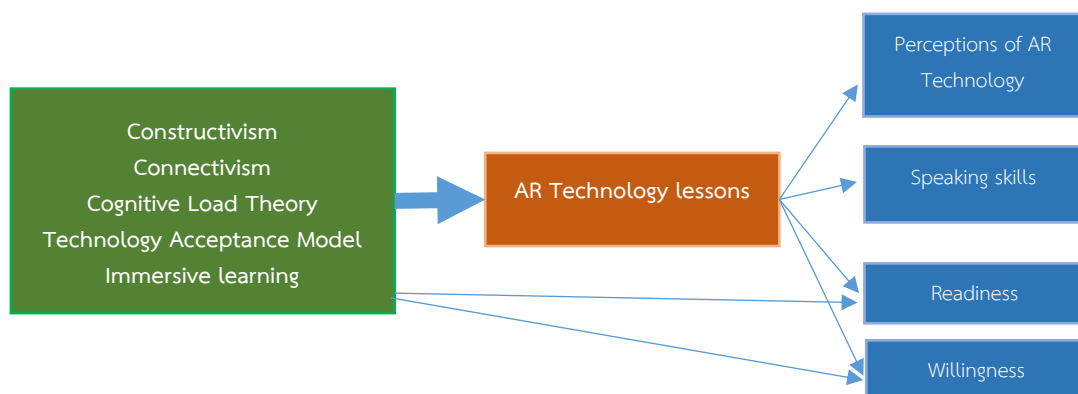 Constructivism
Connectivism
Cognitive Load Theory
Technology Acceptance Model
Immersive learning
AR Technology lessons
Perceptions of AR
Technology
Speaking skills
Readiness
Willingness